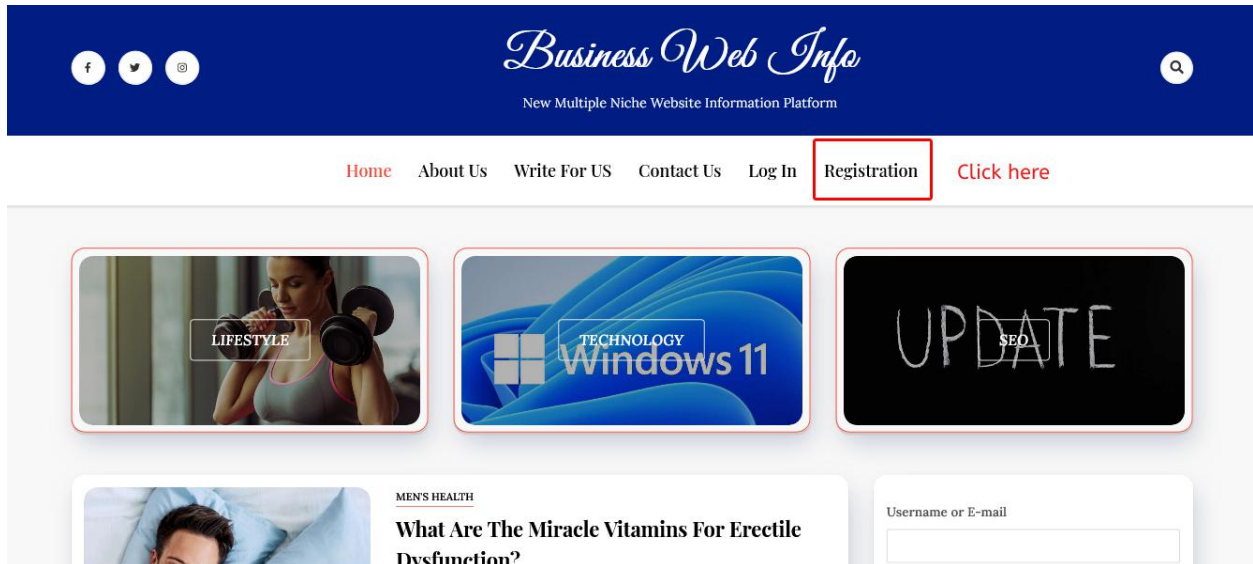 Business Web Info
New Multiple Niche Website Information Platform
Home About Us Write For US Contact Us Log In Registration Click here
LIFESTYLE
TECHNOLOGY
Windows 11
UPDATE
SEO
MEN'S HEALTH
What Are The Miracle Vitamins For Erectile
Dysfunction?
Username or E-mail